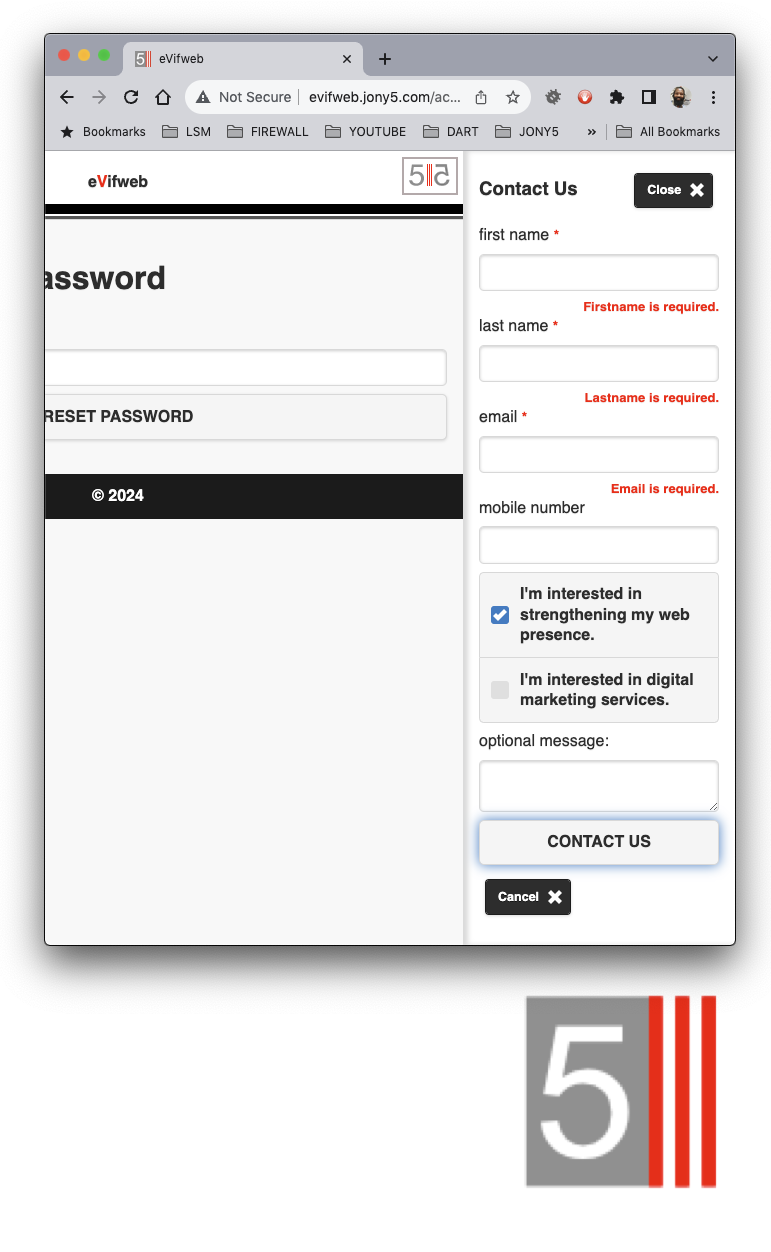 5 eVifweb
Not Secure evifweb.jony5.com/ac...
Bookmarks LSM FIREWALL YOUTUBE DART JONY5 » All Bookmarks
eVifweb
5
assword
RESET PASSWORD
© 2024
Contact Us
Close
first name *
Firstname is required.
last name *
Lastname is required.
email *
Email is required.
mobile number
I'm interested in
strengthening my web
presence.
I'm interested in digital
marketing services.
optional message:
CONTACT US
Cancel
5